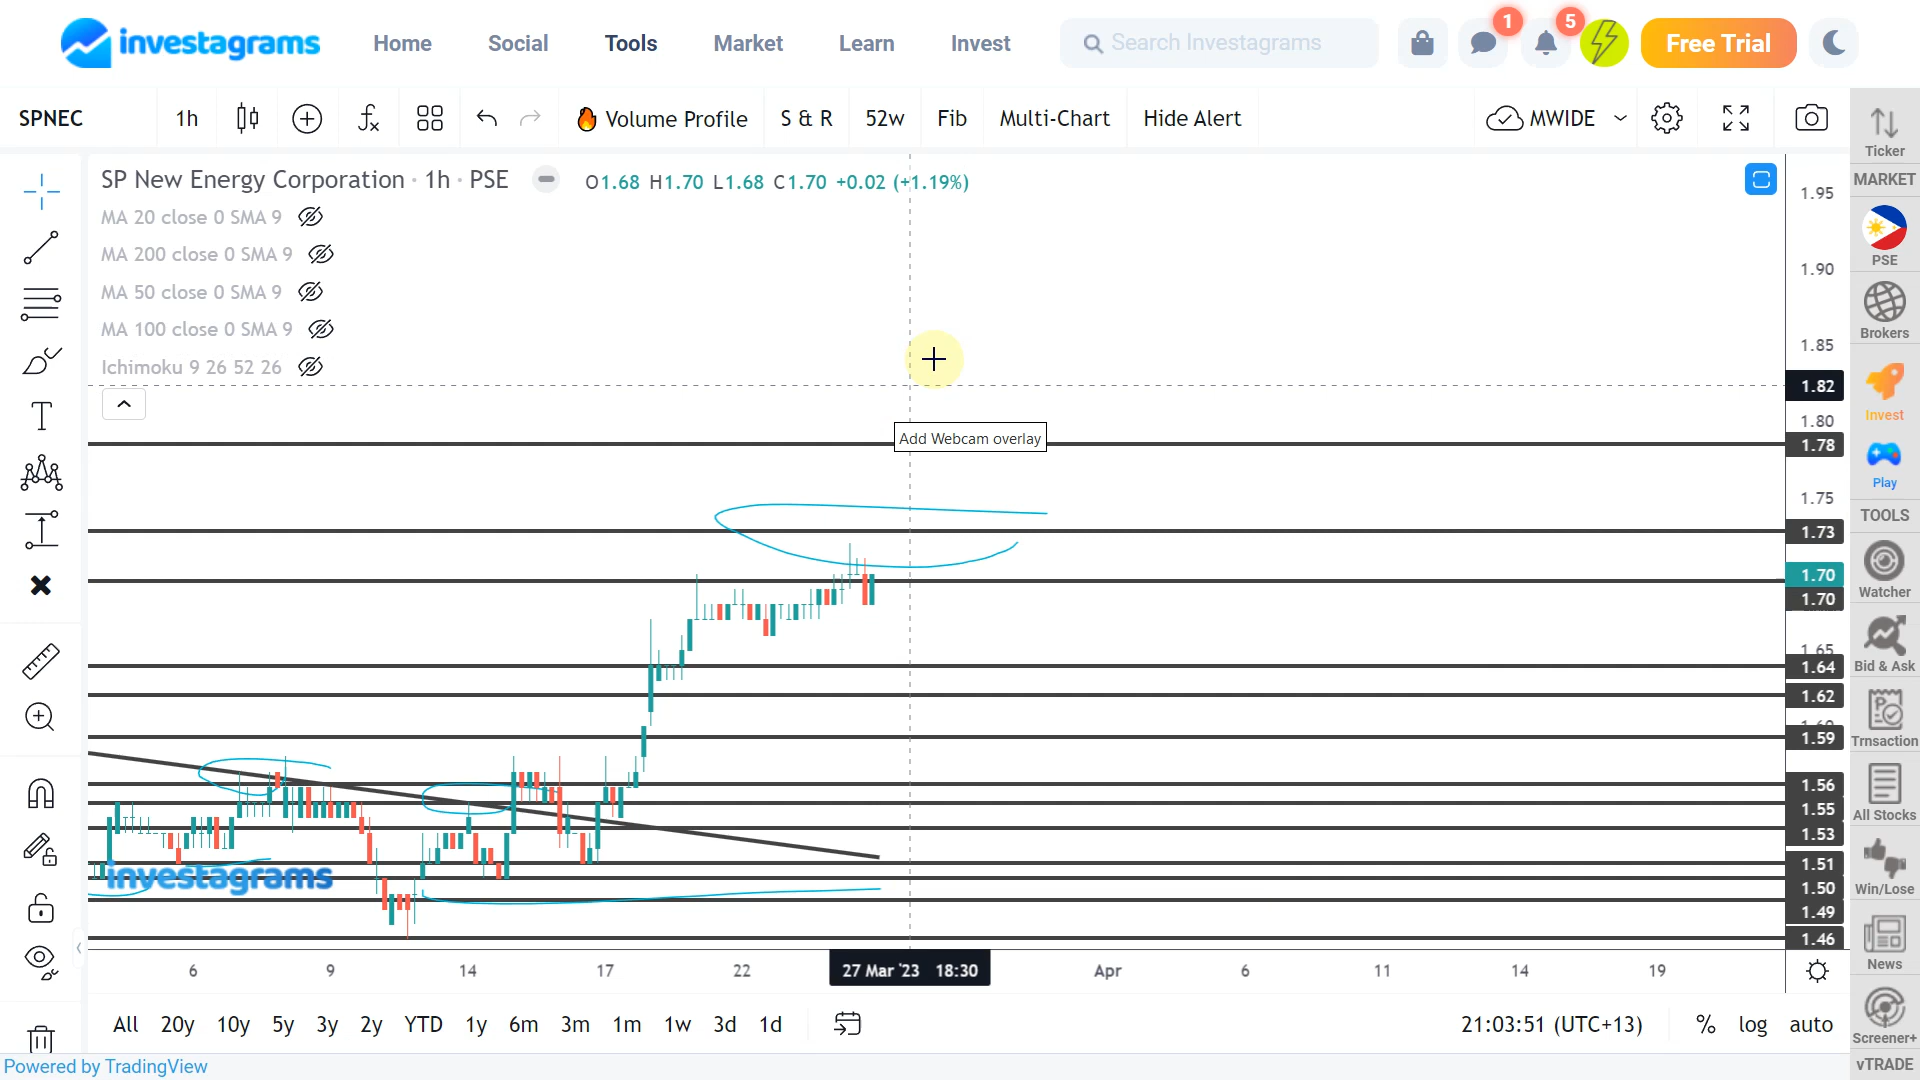 investagrams Home Social Tools Market Learn Invest Search Investagrams 1 5 Free Trial
SPNEC 1h Volume Profile S & R 52w Fib Multi-Chart Hide Alert MWIDE
SP New Energy Corporation · 1h · PSE O1.68 H1.70 L1.68 C1.70 +0.02 (+1.19%)
MA 20 close 0 SMA 9
MA 200 close 0 SMA 9
MA 50 close 0 SMA 9
MA 100 close 0 SMA 9
Ichimoku 9 26 52 26
Add Webcam overlay
investagrams
1.95
1.90
1.85
1.82
1.80
1.78
1.75
1.73
1.70
1.70
1.65
1.64
1.62
1.60
1.59
1.56
1.55
1.53
1.51
1.50
1.49
1.46
6 9 14 17 22 27 Mar '23 18:30 Apr 6 11 14 19
All 20y 10y 5y 3y 2y YTD 1y 6m 3m 1m 1w 3d 1d 21:03:51 (UTC+13) % log auto
Powered by TradingView
Ticker
MARKET
PSE
Brokers
Invest
Play
TOOLS
Watcher
Bid & Ask
Trnsaction
All Stocks
Win/Lose
News
Screener+
vTRADE